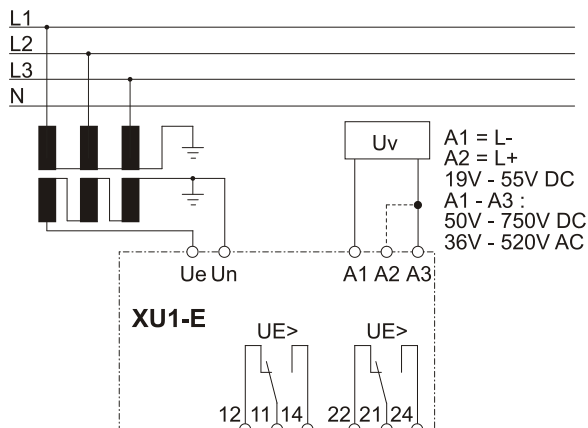 L1
L2
L3
N
Uv
A1 = L-
A2 = L+
19V - 55V DC
A1 - A3 :
50V - 750V DC
36V - 520V AC
Ue Un
A1 A2 A3
XU1-E
UE> UE>
12 11 14 22 21 24